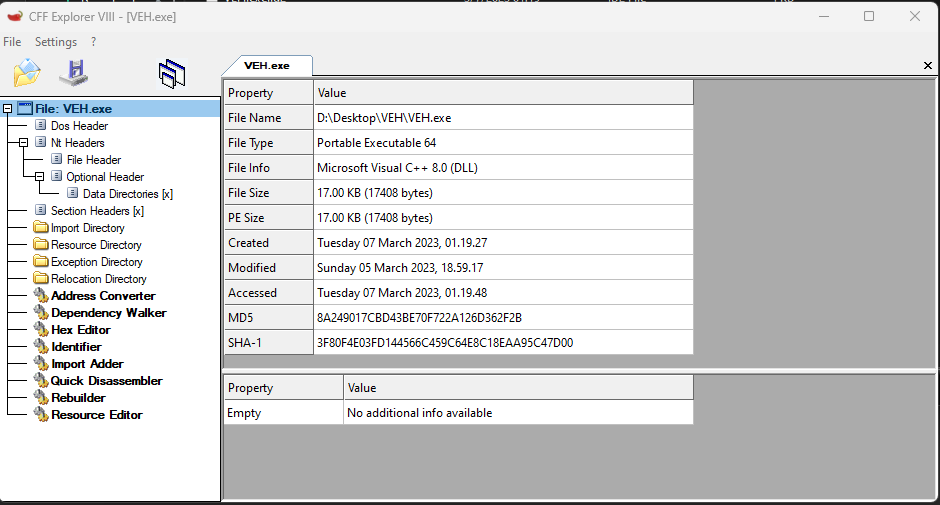 CFF Explorer VIII - [VEH.exe]
File Settings ?
VEH.exe
File: VEH.exe
Dos Header
Nt Headers
File Header
Optional Header
Data Directories [x]
Section Headers [x]
Import Directory
Resource Directory
Exception Directory
Relocation Directory
Address Converter
Dependency Walker
Hex Editor
Identifier
Import Adder
Quick Disassembler
Rebuilder
Resource Editor
Property Value
File Name D:\Desktop\VEH\VEH.exe
File Type Portable Executable 64
File Info Microsoft Visual C++ 8.0 (DLL)
File Size 17.00 KB (17408 bytes)
PE Size 17.00 KB (17408 bytes)
Created Tuesday 07 March 2023, 01.19.27
Modified Sunday 05 March 2023, 18.59.17
Accessed Tuesday 07 March 2023, 01.19.48
MD5 8A249017CBD43BE70F722A126D362F2B
SHA-1 3F80F4E03FD144566C459C64E8C18EAA95C47D00
Property Value
Empty No additional info available